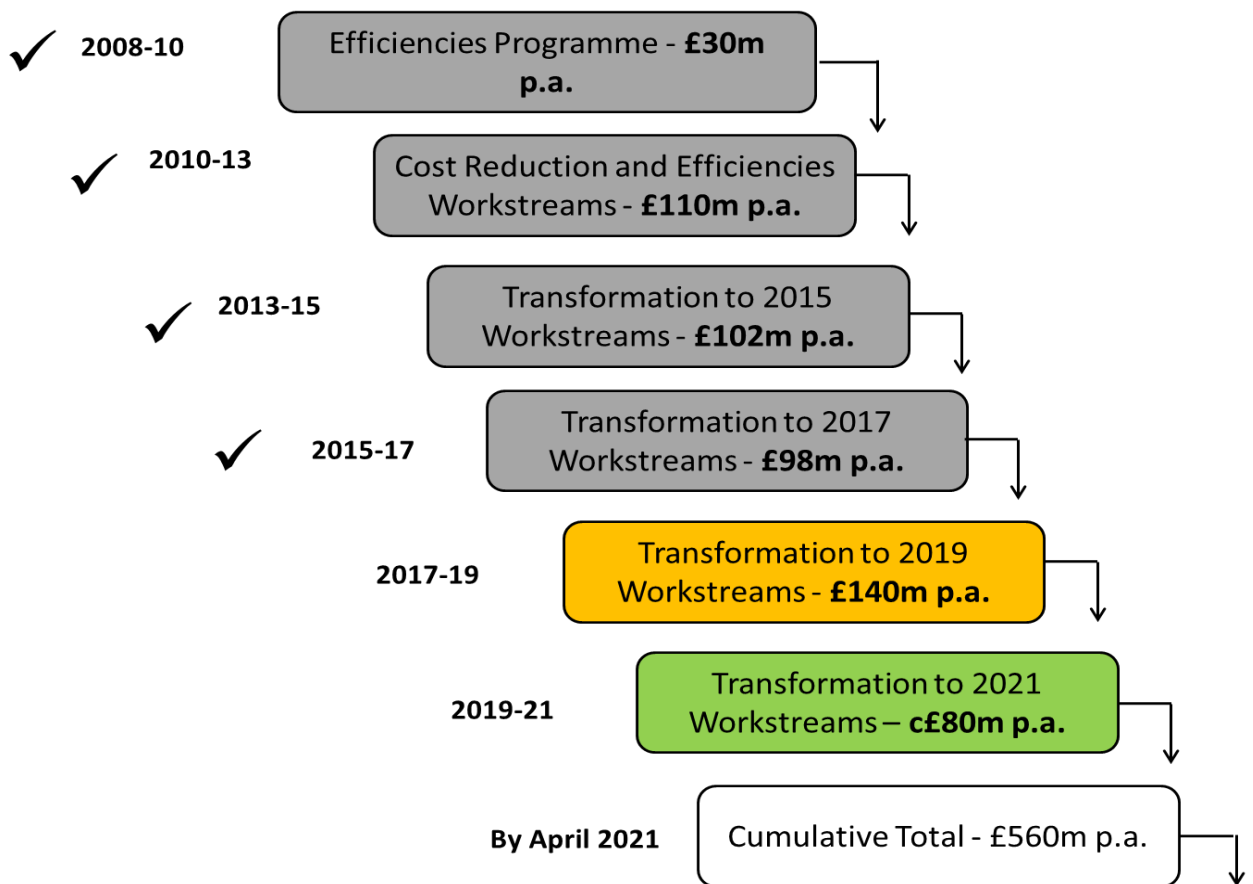 2008-10
Efficiencies Programme - £30m
p.a.
2010-13
Cost Reduction and Efficiencies
Workstreams - £110m p.a.
2013-15
Transformation to 2015
Workstreams - £102m p.a.
2015-17
Transformation to 2017
Workstreams - £98m p.a.
2017-19
Transformation to 2019
Workstreams - £140m p.a.
2019-21
Transformation to 2021
Workstreams – c£80m p.a.
By April 2021
Cumulative Total - £560m p.a.